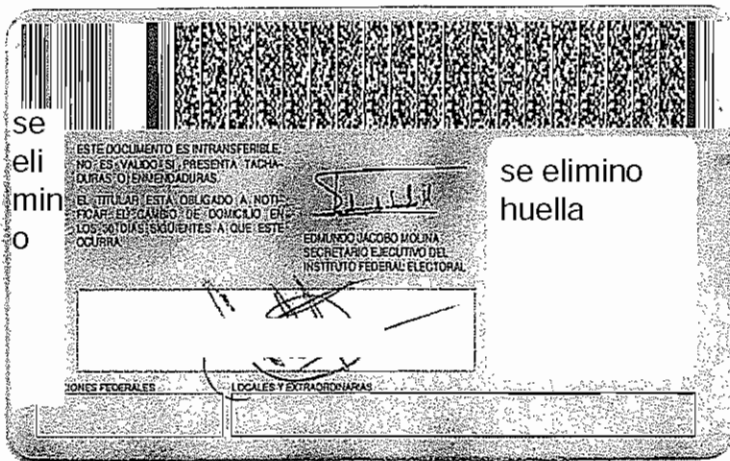 se
eli
min
o
ESTE DOCUMENTO ES INTRANSFERIBLE,
NO ES VALIDO SI PRESENTA TACHA-
DURAS O ENMENDADURAS.
EL TITULAR ESTÁ OBLIGADO A NOTI-
FICAR EL CAMBIO DE DOMICILIO EN
LOS 30 DIAS SIGUIENTES A QUE ESTE
OCURRA.
EDMUNDO JACOBO MOLINA
SECRETARIO EJECUTIVO DEL
INSTITUTO FEDERAL ELECTORAL
se elimino
huella
IONES FEDERALES
LOCALES Y EXTRAORDINARIAS